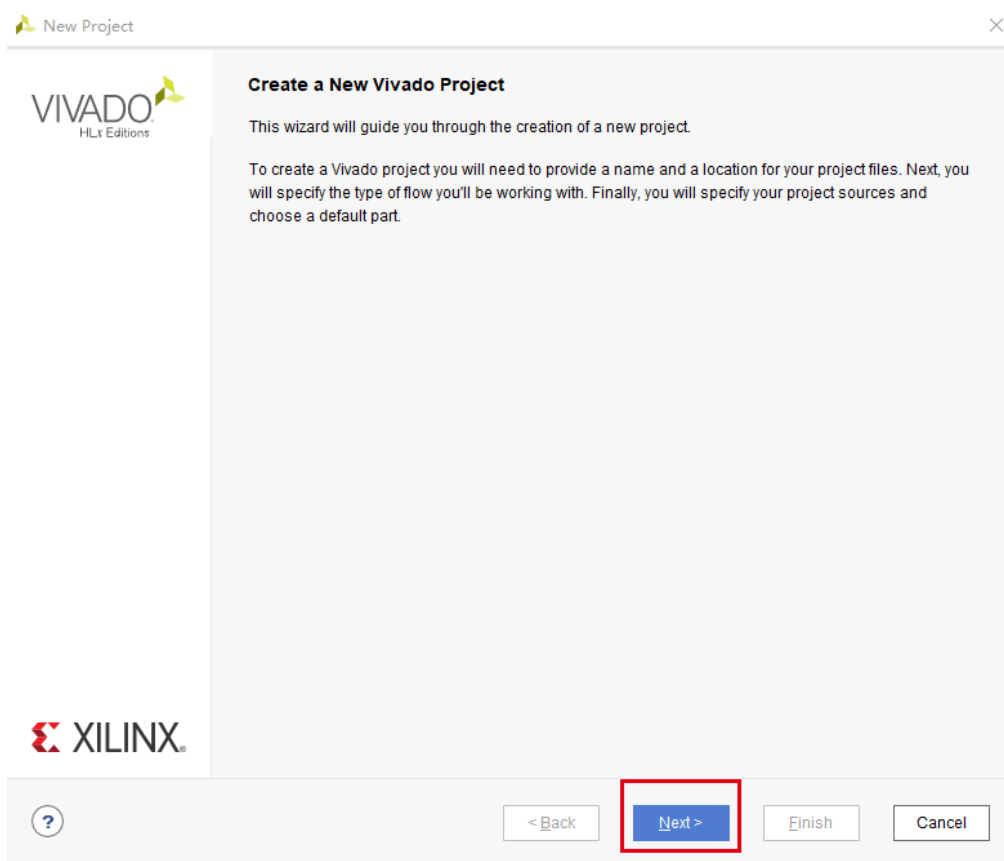 New Project
VIVADO.
HLx Editions
Create a New Vivado Project
This wizard will guide you through the creation of a new project.
To create a Vivado project you will need to provide a name and a location for your project files. Next, you
will specify the type of flow you'll be working with. Finally, you will specify your project sources and
choose a default part.
XILINX®
?
< Back
Next >
Finish
Cancel